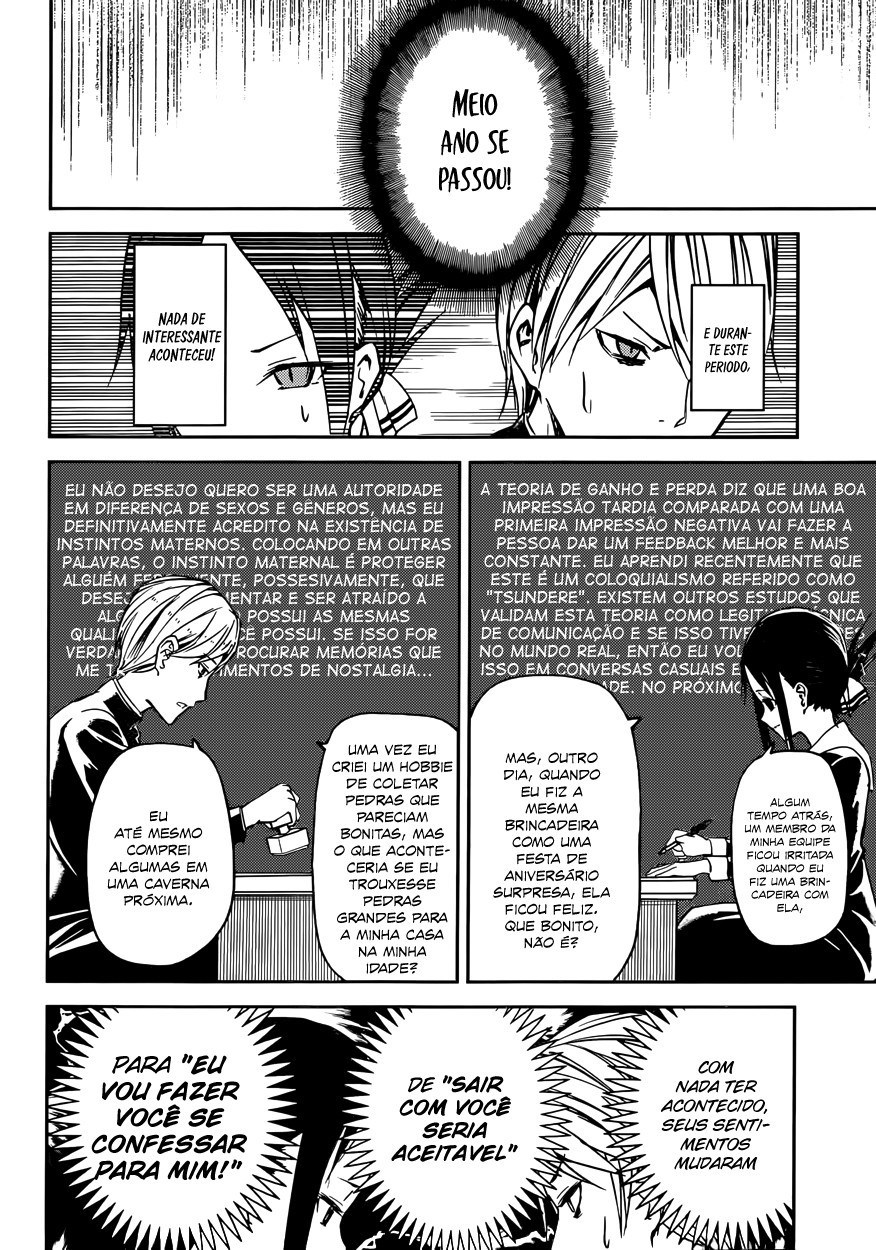 MEIO
ANO SE
PASSOU!
E DURAN-
TE ESTE
PERIODO,
NADA DE
INTERESSANTE
ACONTECEU!
A TEORIA DE GANHO E PERDA DIZ QUE UMA BOA
IMPRESSÃO TARDIA COMPARADA COM UMA
PRIMEIRA IMPRESSÃO NEGATIVA VAI FAZER A
PESSOA DAR UM FEEDBACK MELHOR E MAIS
CONSTANTE. EU APRENDI RECENTEMENTE QUE
ESTE É UM COLOQUIALISMO REFERIDO COMO
"TSUNDERE". EXISTEM OUTROS ESTUDOS QUE
VALIDAM ESTA TEORIA COMO
DE COMUNICAÇÃO E SE ISSO
NO MUNDO REAL, ENTÃO EU
ISSO EM CONVERSAS CASUAIS
NO PRÓXIMO
ALGUM
TEMPO ATRÁS,
UM MEMBRO DA
MINHA EQUIPE
FICOU IRRITADA
QUANDO EU
FIZ UMA BRIN-
CADEIRA COM
ELA;
MAS, OUTRO
DIA, QUANDO
EU FIZ A
MESMA
BRINCADEIRA
COMO UMA
FESTA DE
ANIVERSÁRIO
SURPRESA, ELA
FICOU FELIZ.
QUE BONITO,
NÃO É?
EU NÃO DESEJO QUERO SER UMA AUTORIDADE
EM DIFERENÇA DE SEXOS E GÊNEROS, MAS EU
DEFINITIVAMENTE ACREDITO NA EXISTÊNCIA DE
INSTINTOS MATERNOS. COLOCANDO EM OUTRAS
PALAVRAS, O INSTINTO MATERNAL É PROTEGER
ALGUÉM POSSESIVAMENTE, QUE
E SER ATRAÍDO A
POSSUI AS MESMAS
POSSUI. SE ISSO FOR
PROCURAR MEMÓRIAS QUE
ME DE NOSTALGIA...
UMA VEZ EU
CRIEI UM HOBBIE
DE COLETAR
PEDRAS QUE
PARECIAM
BONITAS, MAS
O QUE ACONTE-
CERIA SE EU
TROUXESSE
PEDRAS
GRANDES PARA
A MINHA CASA
NA MINHA
IDADE?
EU
ATÉ MESMO
COMPREI
ALGUMAS EM
UMA CAVERNA
PRÓXIMA.
COM
NADA TER
ACONTECIDO,
SEUS SENTI-
MENTOS
MUDARAM
DE "SAIR
COM VOCÊ
SERIA
ACEITAVEL"
PARA "EU
VOU FAZER
VOCÊ SE
CONFESSAR
PARA MIM!"